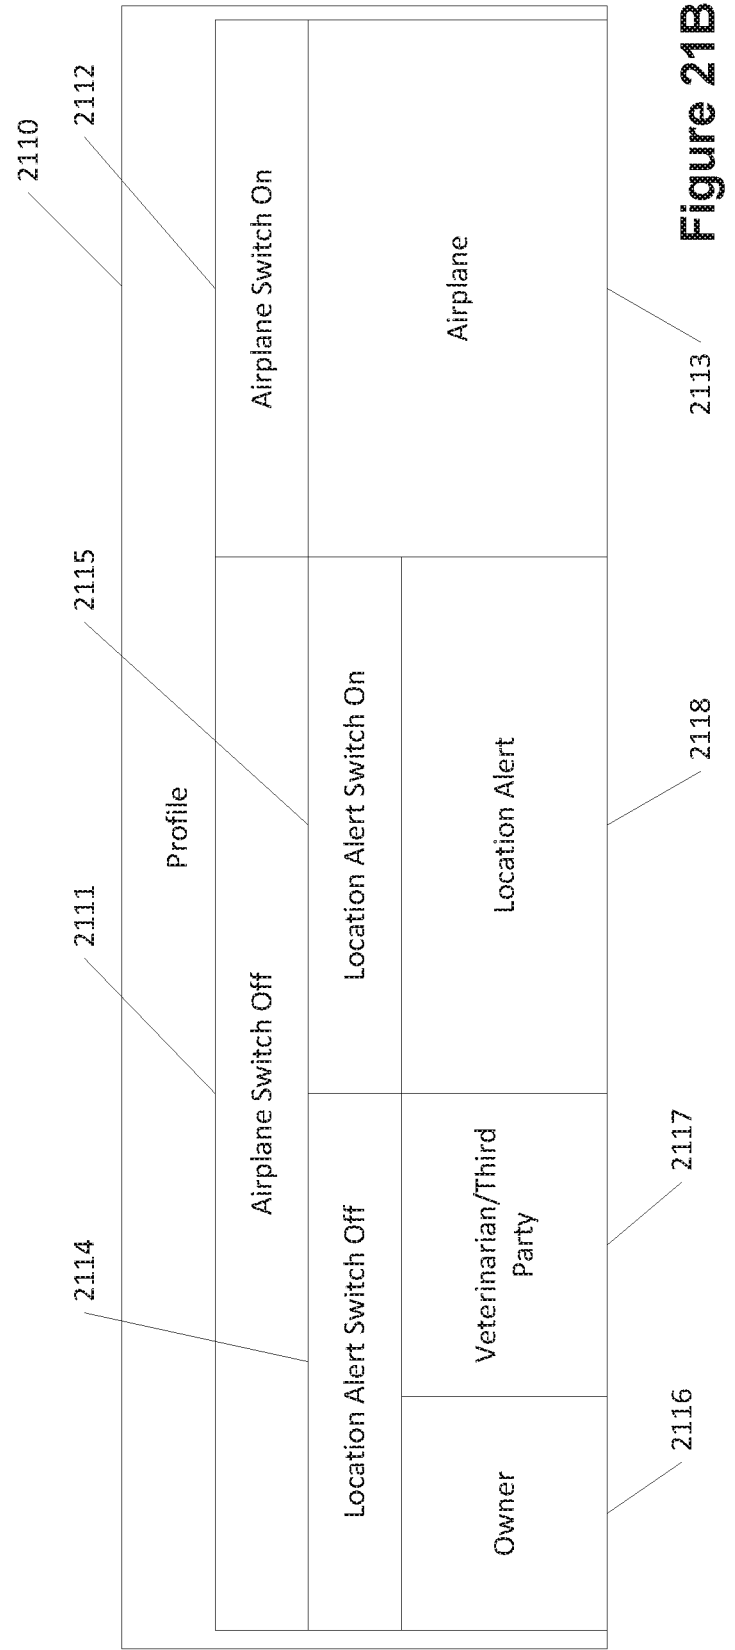 2110
2114
2111
2115
2112
Profile
Airplane Switch Off
Airplane Switch On
Location Alert Switch Off
Location Alert Switch On
Airplane
Owner
Veterinarian/Third
Party
Location Alert
2116
2117
2118
2113
Figure 21B